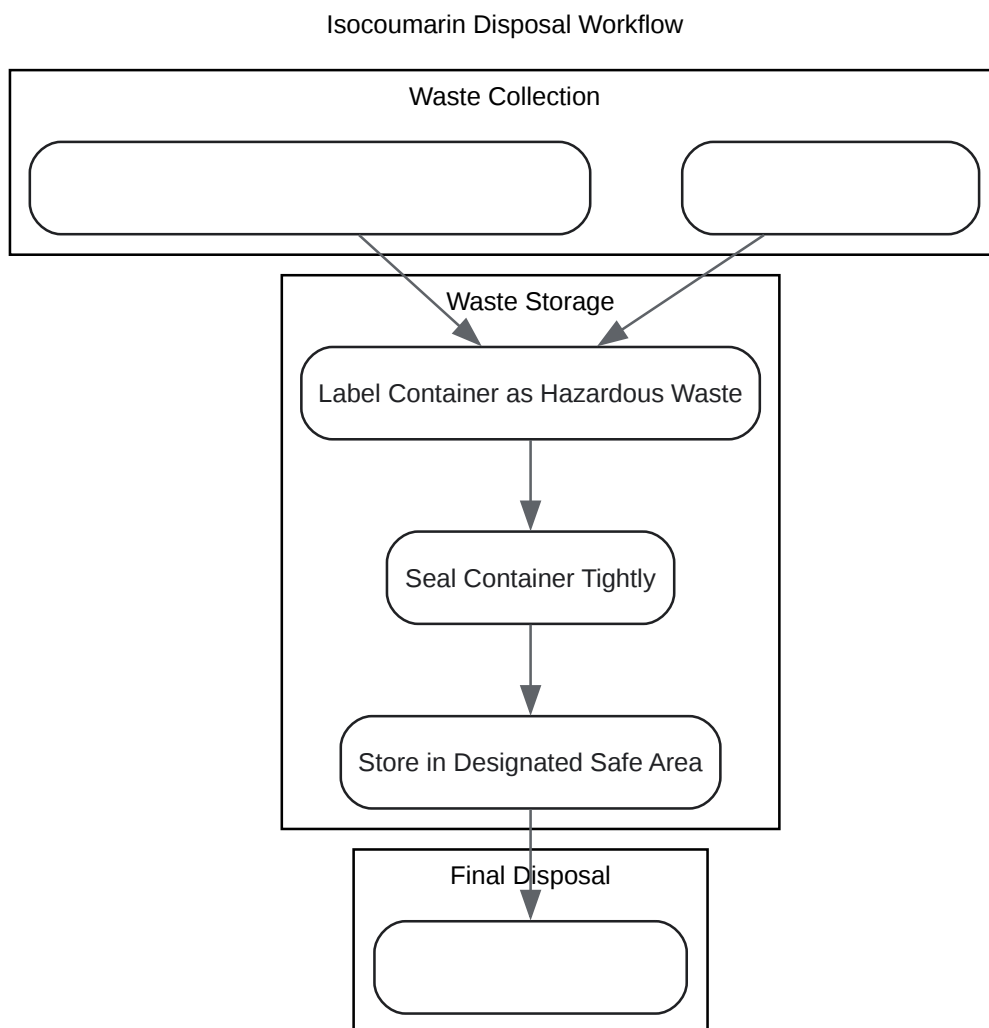 Isocoumarin Disposal Workflow
Waste Collection
Waste Storage
Label Container as Hazardous Waste
Seal Container Tightly
Store in Designated Safe Area
Final Disposal